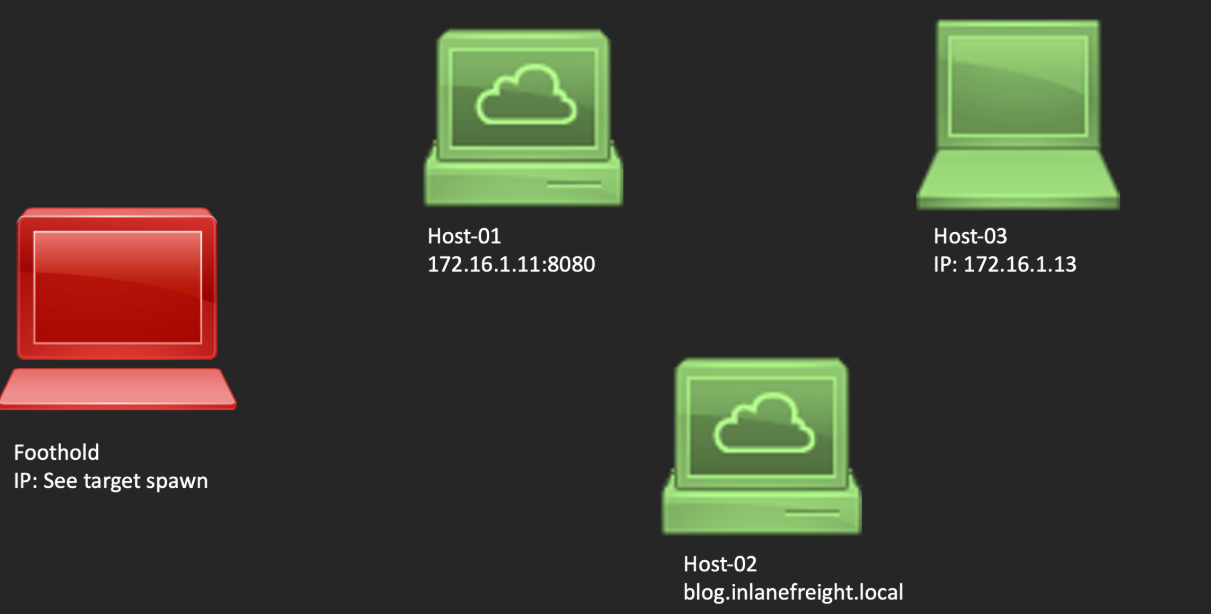 Host-01
172.16.1.11:8080
Host-03
IP: 172.16.1.13
Foothold
IP: See target spawn
Host-02
blog.inlanefreight.local